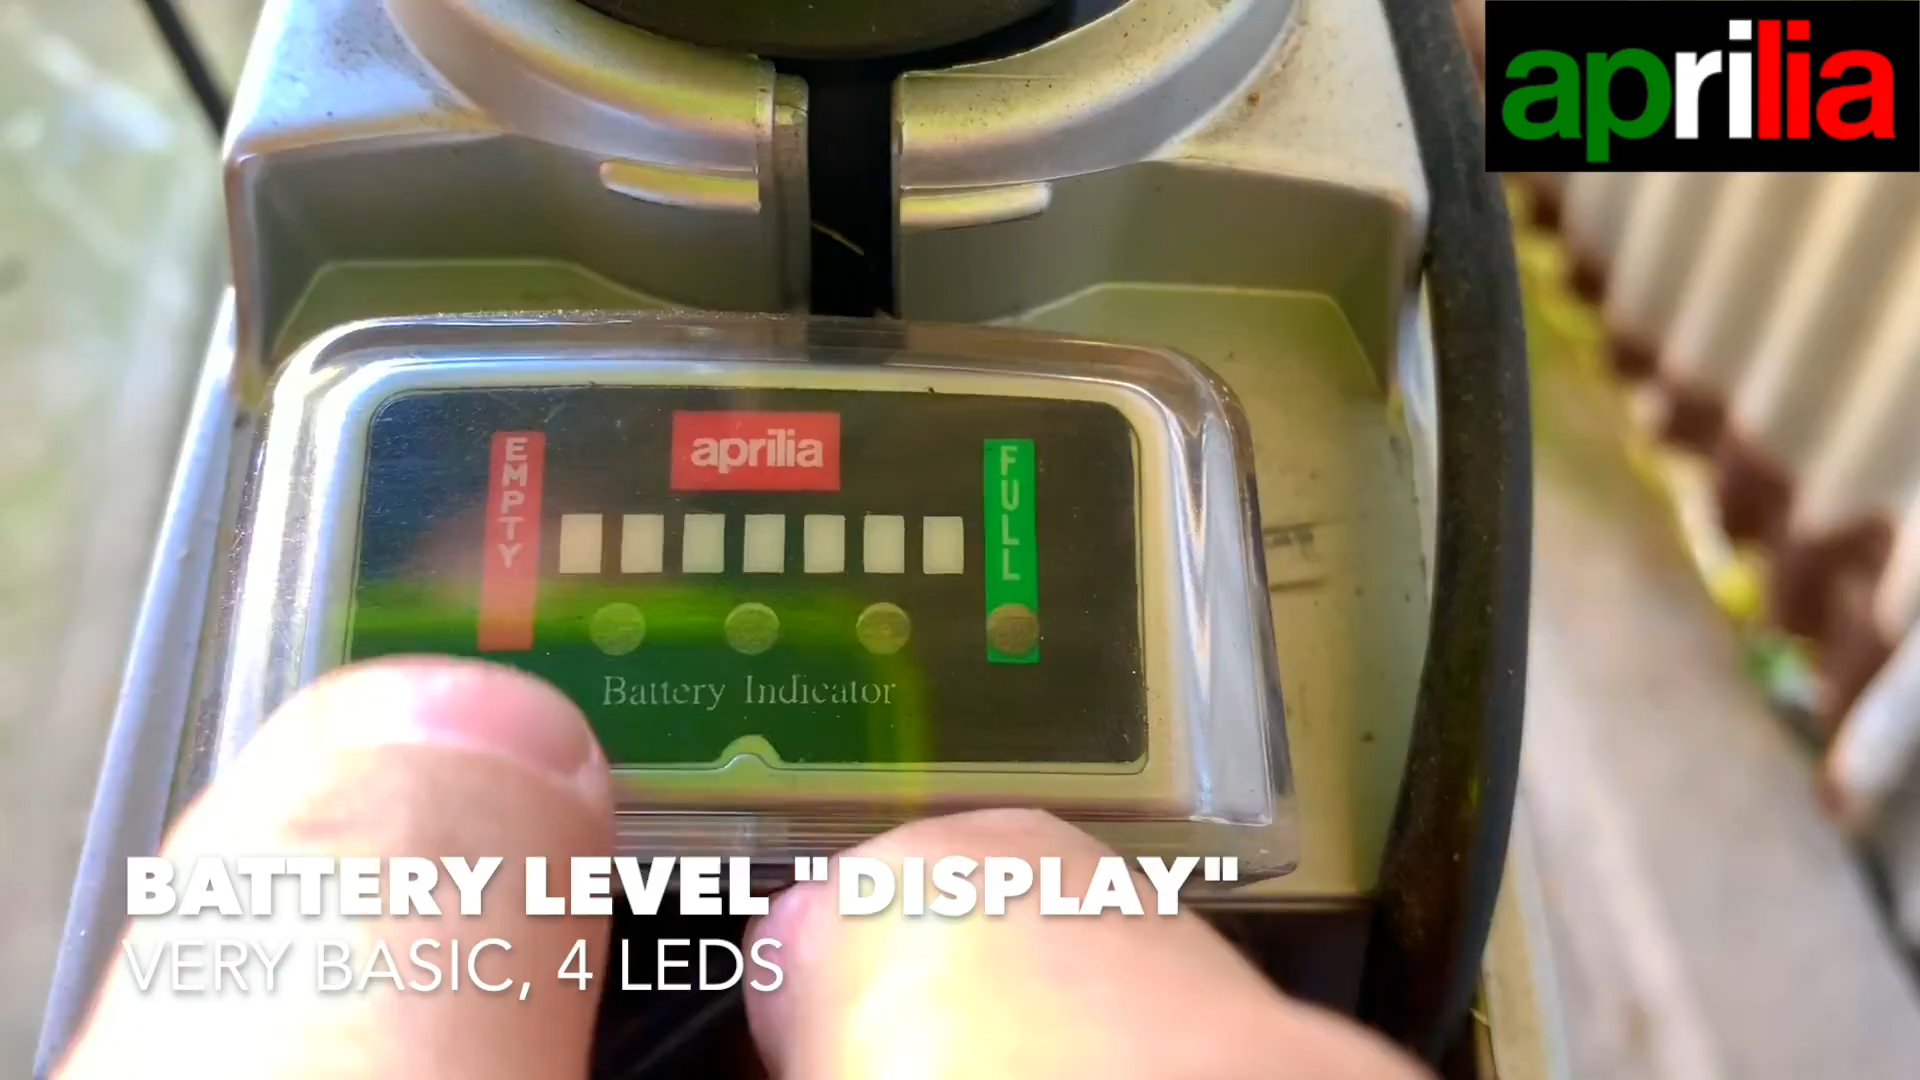 aprilia
EMPTY
aprilia
FULL
Battery Indicator
BATTERY LEVEL "DISPLAY"
VERY BASIC, 4 LEDS